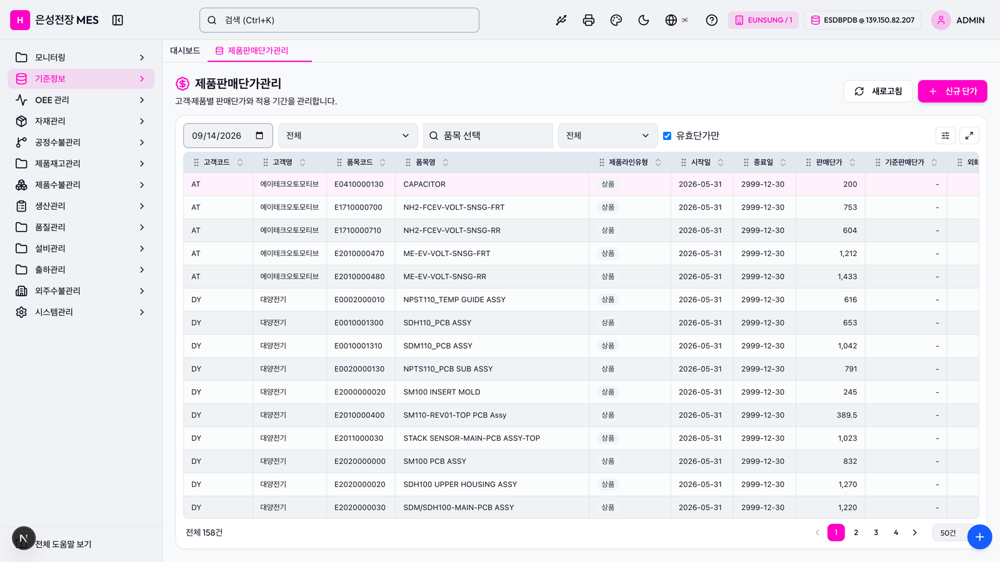 H 은성전장 MES
검색 (Ctrl+K)
EUNSUNG / 1
ESDBPDB @ 139.150.82.207
ADMIN
모니터링
기준정보
OEE 관리
자재관리
공정수불관리
제품재고관리
제품수불관리
생산관리
품질관리
설비관리
출하관리
외주수불관리
시스템관리
N 전체 도움말 보기
대시보드 제품판매단가관리
제품판매단가관리
고객·제품별 판매단가와 적용 기간을 관리합니다.
새로고침 신규 단가
09/14/2026 전체 품목 선택 전체 유효단가만
고객코드 고객명 품목코드 품목명 제품라인유형 시작일 종료일 판매단가 기준판매단가 외화
AT 에이테크오토모티브 E0410000130 CAPACITOR 상품 2026-05-31 2999-12-30 200 -
AT 에이테크오토모티브 E1710000700 NH2-FCEV-VOLT-SNSG-FRT 상품 2026-05-31 2999-12-30 753 -
AT 에이테크오토모티브 E1710000710 NH2-FCEV-VOLT-SNSG-RR 상품 2026-05-31 2999-12-30 604 -
AT 에이테크오토모티브 E2010000470 ME-EV-VOLT-SNSG-FRT 상품 2026-05-31 2999-12-30 1,212 -
AT 에이테크오토모티브 E2010000480 ME-EV-VOLT-SNSG-RR 상품 2026-05-31 2999-12-30 1,433 -
DY 대양전기 E0002000010 NPST110_TEMP GUIDE ASSY 상품 2026-05-31 2999-12-30 616 -
DY 대양전기 E0010001300 SDH110_PCB ASSY 상품 2026-05-31 2999-12-30 653 -
DY 대양전기 E0010001310 SDM110_PCB ASSY 상품 2026-05-31 2999-12-30 1,042 -
DY 대양전기 E0020000130 NPTS110_PCB SUB ASSY 상품 2026-05-31 2999-12-30 791 -
DY 대양전기 E2000000020 SM100 INSERT MOLD 상품 2026-05-31 2999-12-30 245 -
DY 대양전기 E2010000400 SM110-REV01-TOP PCB Assy 상품 2026-05-31 2999-12-30 389.5 -
DY 대양전기 E2011000030 STACK SENSOR-MAIN-PCB ASSY-TOP 상품 2026-05-31 2999-12-30 1,023 -
DY 대양전기 E2020000000 SM100 PCB ASSY 상품 2026-05-31 2999-12-30 832 -
DY 대양전기 E2020000020 SDH100 UPPER HOUSING ASSY 상품 2026-05-31 2999-12-30 1,270 -
DY 대양전기 E2020000030 SDM/SDH100-MAIN-PCB ASSY 상품 2026-05-31 2999-12-30 1,220 -
전체 158건
1 2 3 4 50건